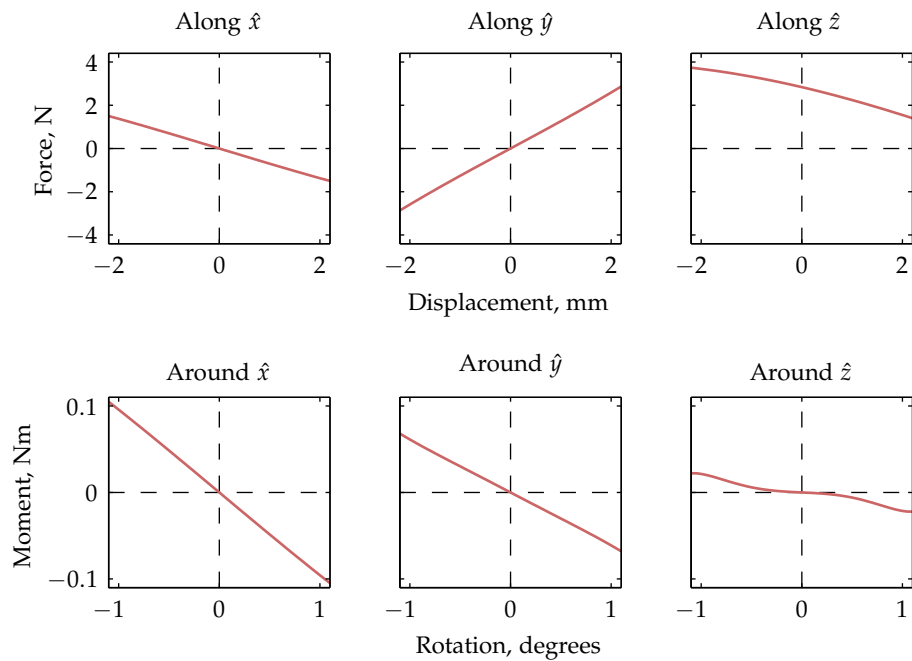 Along x̂ Along ŷ Along ẑ
Force, N
4
2
0
−2
−4
−2 0 2 −2 0 2 −2 0 2
Displacement, mm
Around x̂ Around ŷ Around ẑ
Moment, Nm
0.1
0
−0.1
−1 0 1 −1 0 1 −1 0 1
Rotation, degrees